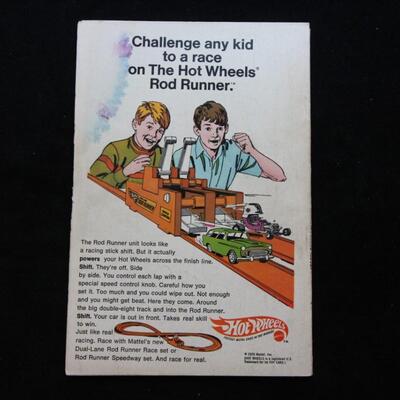 Challenge any kid
to a race
on The Hot Wheels®
Rod Runner.™
The Rod Runner unit looks like
a racing stick shift. But it actually
powers your Hot Wheels across the finish line.
Shift. They're off. Side
by side. You control each lap with a
special speed control knob. Careful how you
set it. Too much and you could wipe out. Not enough
and you might get beat. Here they come. Around
the big double-eight track and into the Rod Runner.
Shift. Your car is out in front. Takes real skill
to win.
Just like real
racing. Race with Mattel's new
Dual-Lane Rod Runner Race set or
Rod Runner Speedway set. And race for real.
Hot Wheels